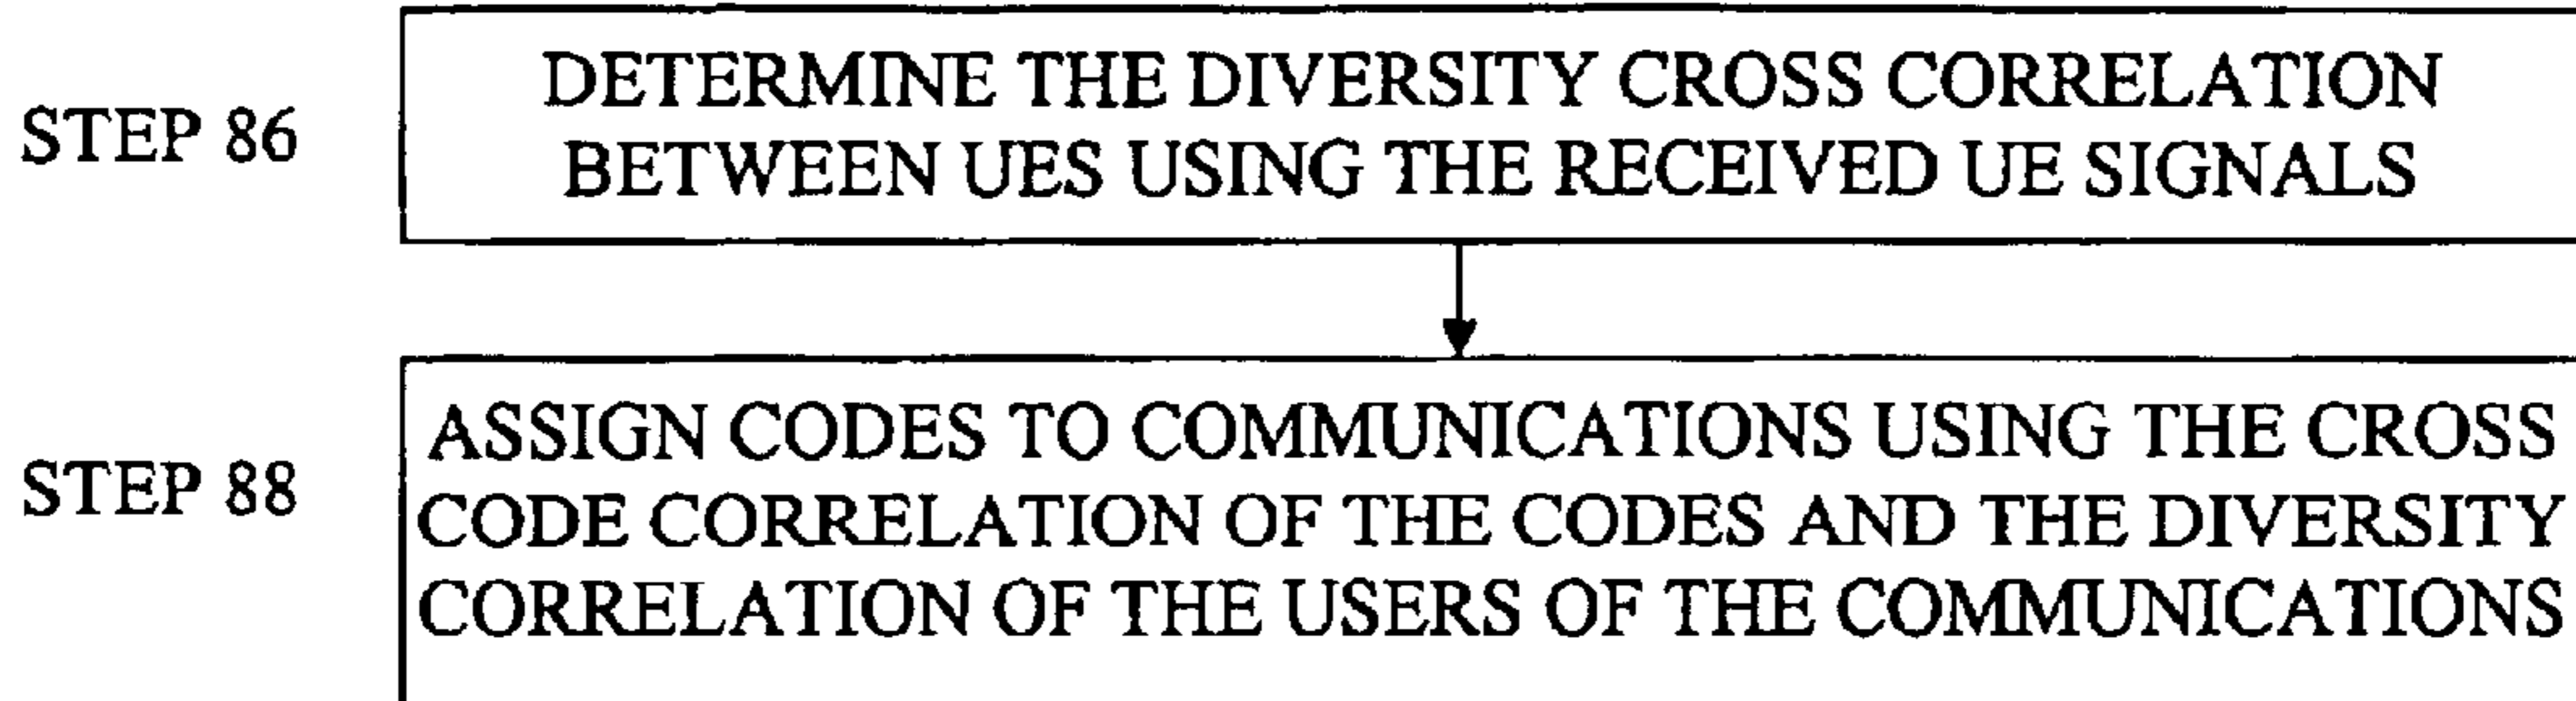 STEP 86
DETERMINE THE DIVERSITY CROSS CORRELATION
BETWEEN UES USING THE RECEIVED UE SIGNALS
STEP 88
ASSIGN CODES TO COMMUNICATIONS USING THE CROSS
CODE CORRELATION OF THE CODES AND THE DIVERSITY
CORRELATION OF THE USERS OF THE COMMUNICATIONS